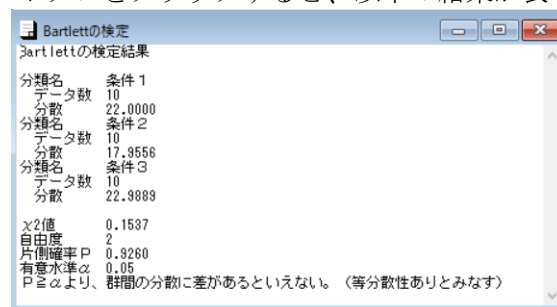 Bartlettの検定
Bartlettの検定結果
分類名 条件１
データ数 10
分散 22.0000
分類名 条件２
データ数 10
分散 17.9556
分類名 条件３
データ数 10
分散 22.9889
χ2値 0.1537
自由度 2
片側確率Ｐ 0.9260
有意水準α 0.05
Ｐ≧αより、群間の分散に差があるといえない。（等分散性ありとみなす）